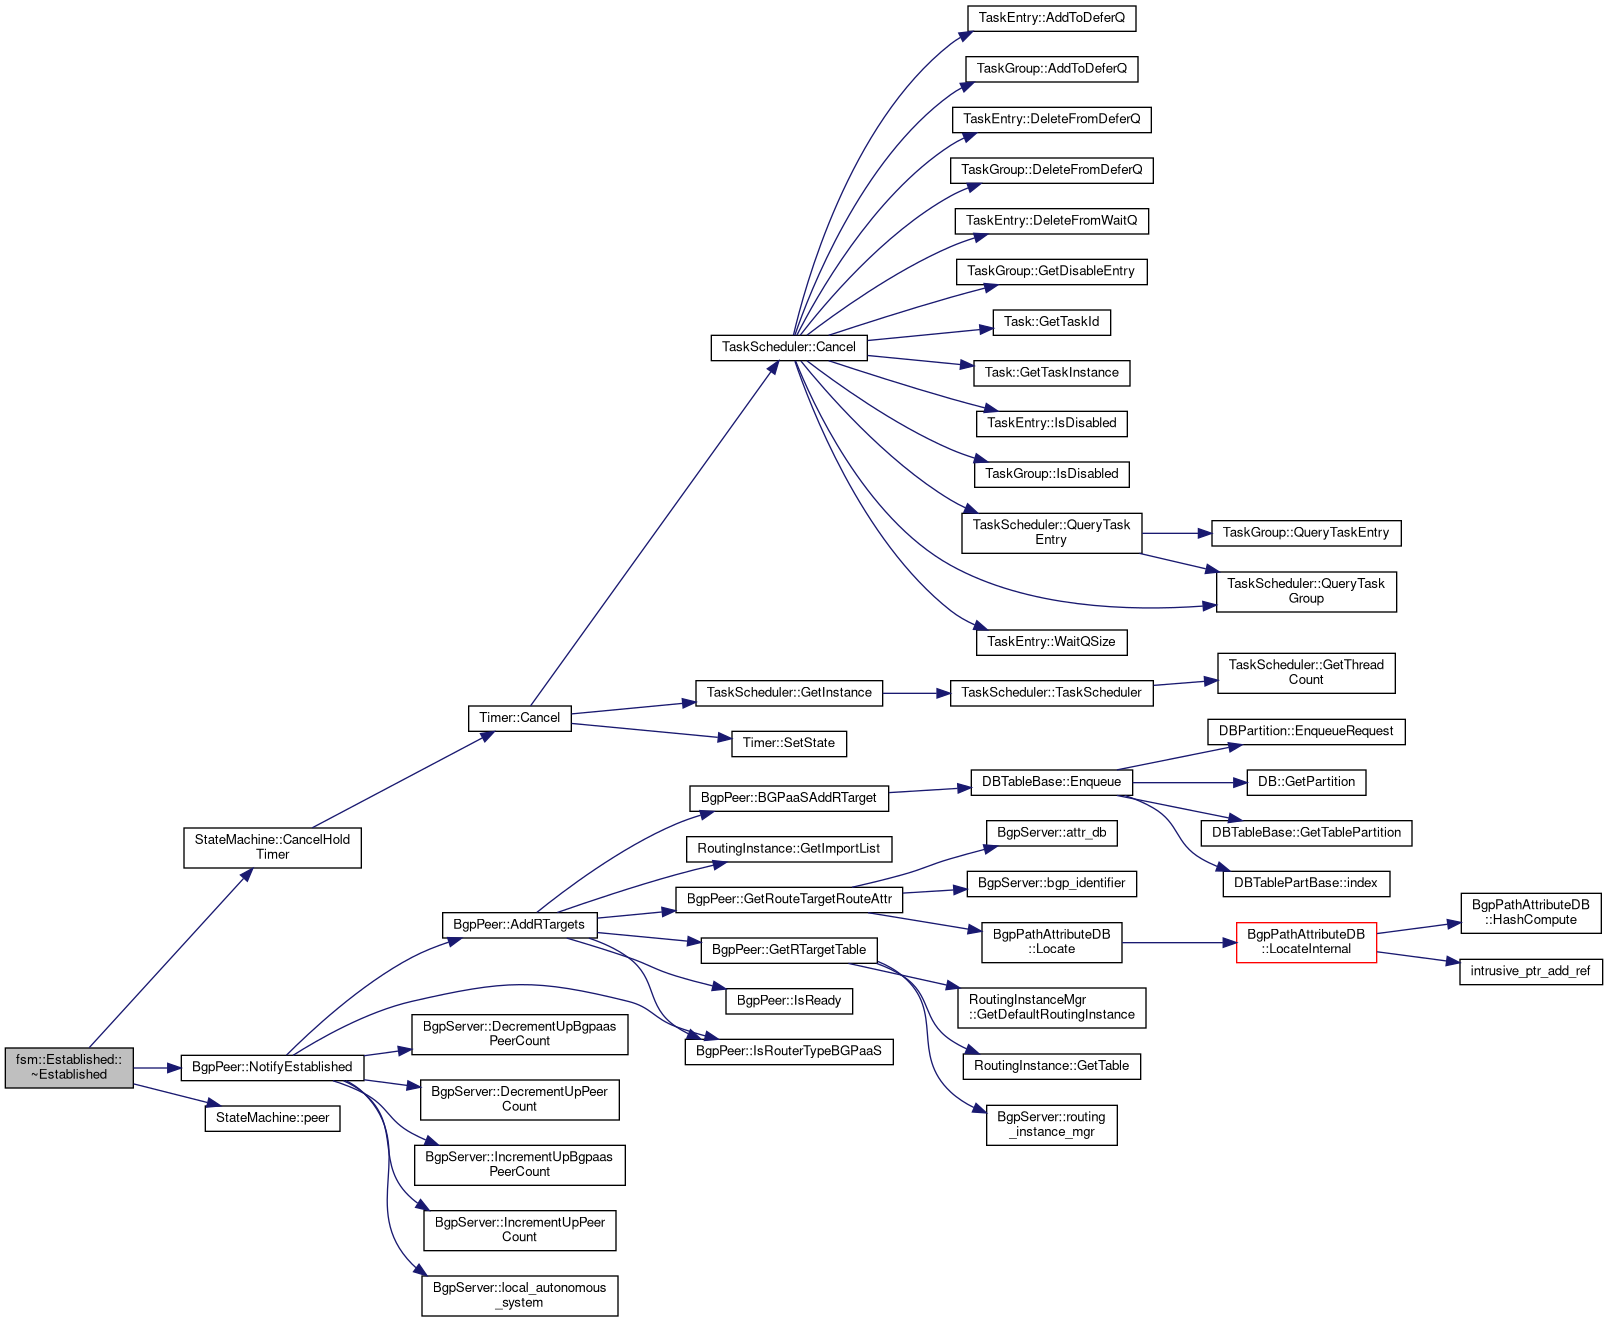 TaskEntry::AddToDeferQ
TaskGroup::AddToDeferQ
TaskEntry::DeleteFromDeferQ
TaskGroup::DeleteFromDeferQ
TaskEntry::DeleteFromWaitQ
TaskGroup::GetDisableEntry
Task::GetTaskId
TaskScheduler::Cancel
Task::GetTaskInstance
TaskEntry::IsDisabled
TaskGroup::IsDisabled
TaskScheduler::QueryTask
Entry
TaskGroup::QueryTaskEntry
TaskScheduler::QueryTask
Group
TaskEntry::WaitQSize
TaskScheduler::GetThread
Count
TaskScheduler::GetInstance
TaskScheduler::TaskScheduler
Timer::Cancel
Timer::SetState
DBPartition::EnqueueRequest
DBTableBase::Enqueue
DB::GetPartition
BgpPeer::BGPaaSAddRTarget
DBTableBase::GetTablePartition
BgpServer::attr_db
StateMachine::CancelHold
Timer
RoutingInstance::GetImportList
BgpServer::bgp_identifier
DBTablePartBase::index
BgpPeer::GetRouteTargetRouteAttr
BgpPathAttributeDB
::HashCompute
BgpPeer::AddRTargets
BgpPathAttributeDB
::Locate
BgpPathAttributeDB
::LocateInternal
BgpPeer::GetRTargetTable
intrusive_ptr_add_ref
BgpPeer::IsReady
RoutingInstanceMgr
::GetDefaultRoutingInstance
BgpServer::DecrementUpBgpaas
PeerCount
BgpPeer::IsRouterTypeBGPaaS
fsm::Established::
~Established
BgpPeer::NotifyEstablished
RoutingInstance::GetTable
BgpServer::DecrementUpPeer
Count
StateMachine::peer
BgpServer::routing
_instance_mgr
BgpServer::IncrementUpBgpaas
PeerCount
BgpServer::IncrementUpPeer
Count
BgpServer::local_autonomous
_system